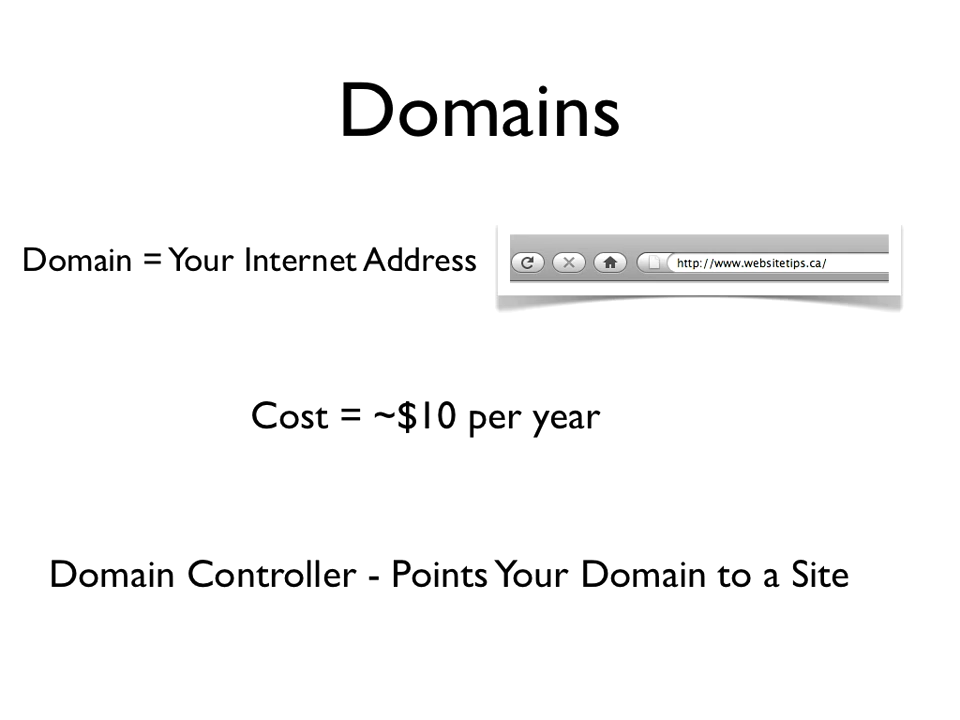 Domains
Domain = Your Internet Address
http://www.websitetips.ca/
Cost = ~$10 per year
Domain Controller - Points Your Domain to a Site